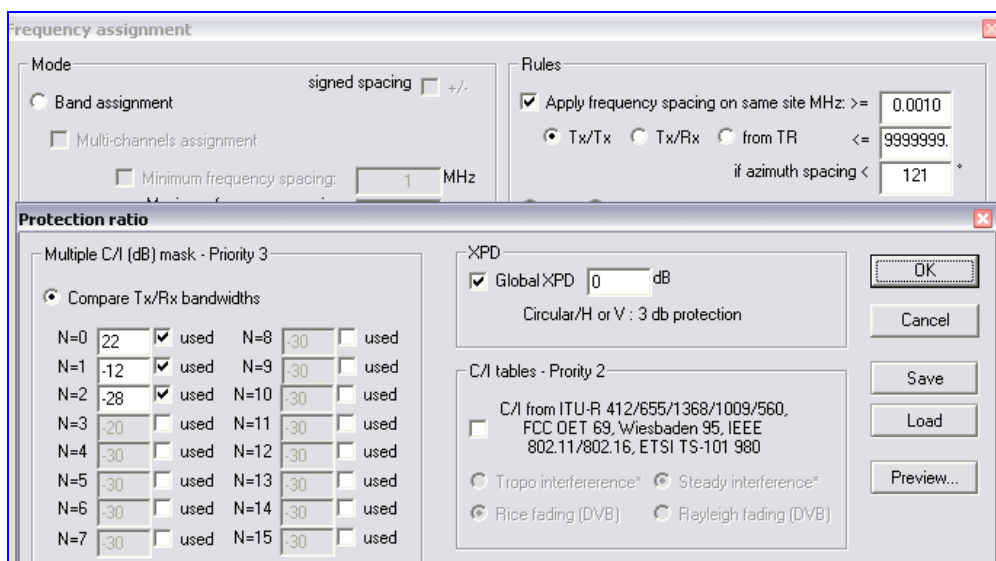 Frequency assignment
Mode
signed spacing +/-
Band assignment
Multi-channels assignment
Minimum frequency spacing: 1 MHz
Rules
Apply frequency spacing on same site MHz: >= 0.0010
Tx/Tx Tx/Rx from TR <= 9999999.
if azimuth spacing < 121 °
Protection ratio
Multiple C/I (dB) mask - Priority 3
Compare Tx/Rx bandwidths
N=0 22 used N=8 -30 used
N=1 -12 used N=9 -30 used
N=2 -28 used N=10 -30 used
N=3 -20 used N=11 -30 used
N=4 -30 used N=12 -30 used
N=5 -30 used N=13 -30 used
N=6 -30 used N=14 -30 used
N=7 -30 used N=15 -30 used
XPD
Global XPD 0 dB
Circular/H or V : 3 db protection
C/I tables - Prority 2
C/I from ITU-R 412/655/1368/1009/560,
FCC OET 69, Wiesbaden 95, IEEE
802.11/802.16, ETSI TS-101 980
Tropo interfererence* Steady interference*
Rice fading (DVB) Rayleigh fading (DVB)
OK
Cancel
Save
Load
Preview...